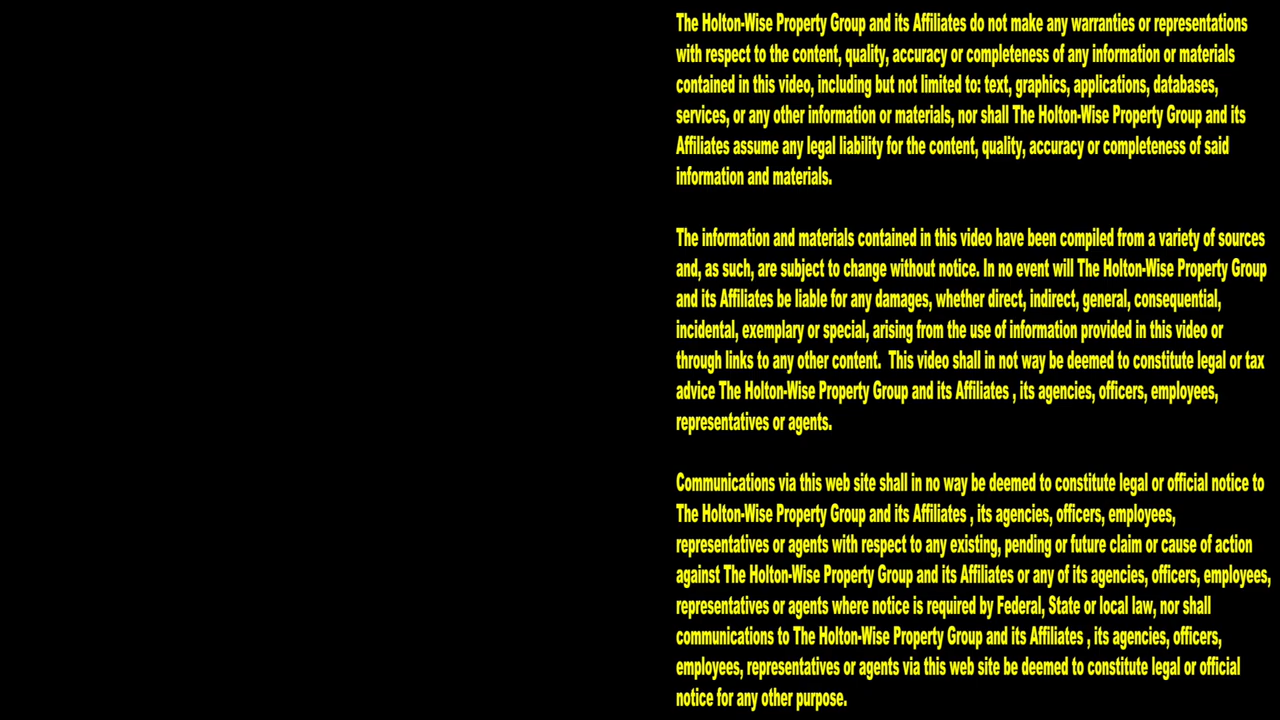 The Holton-Wise Property Group and its Affiliates do not make any warranties or representations
with respect to the content, quality, accuracy or completeness of any information or materials
contained in this video, including but not limited to: text, graphics, applications, databases,
services, or any other information or materials, nor shall The Holton-Wise Property Group and its
Affiliates assume any legal liability for the content, quality, accuracy or completeness of said
information and materials.
The information and materials contained in this video have been compiled from a variety of sources
and, as such, are subject to change without notice. In no event will The Holton-Wise Property Group
and its Affiliates be liable for any damages, whether direct, indirect, general, consequential,
incidental, exemplary or special, arising from the use of information provided in this video or
through links to any other content.  This video shall in not way be deemed to constitute legal or tax
advice The Holton-Wise Property Group and its Affiliates , its agencies, officers, employees,
representatives or agents.
Communications via this web site shall in no way be deemed to constitute legal or official notice to
The Holton-Wise Property Group and its Affiliates , its agencies, officers, employees,
representatives or agents with respect to any existing, pending or future claim or cause of action
against The Holton-Wise Property Group and its Affiliates or any of its agencies, officers, employees,
representatives or agents where notice is required by Federal, State or local law, nor shall
communications to The Holton-Wise Property Group and its Affiliates , its agencies, officers,
employees, representatives or agents via this web site be deemed to constitute legal or official
notice for any other purpose.